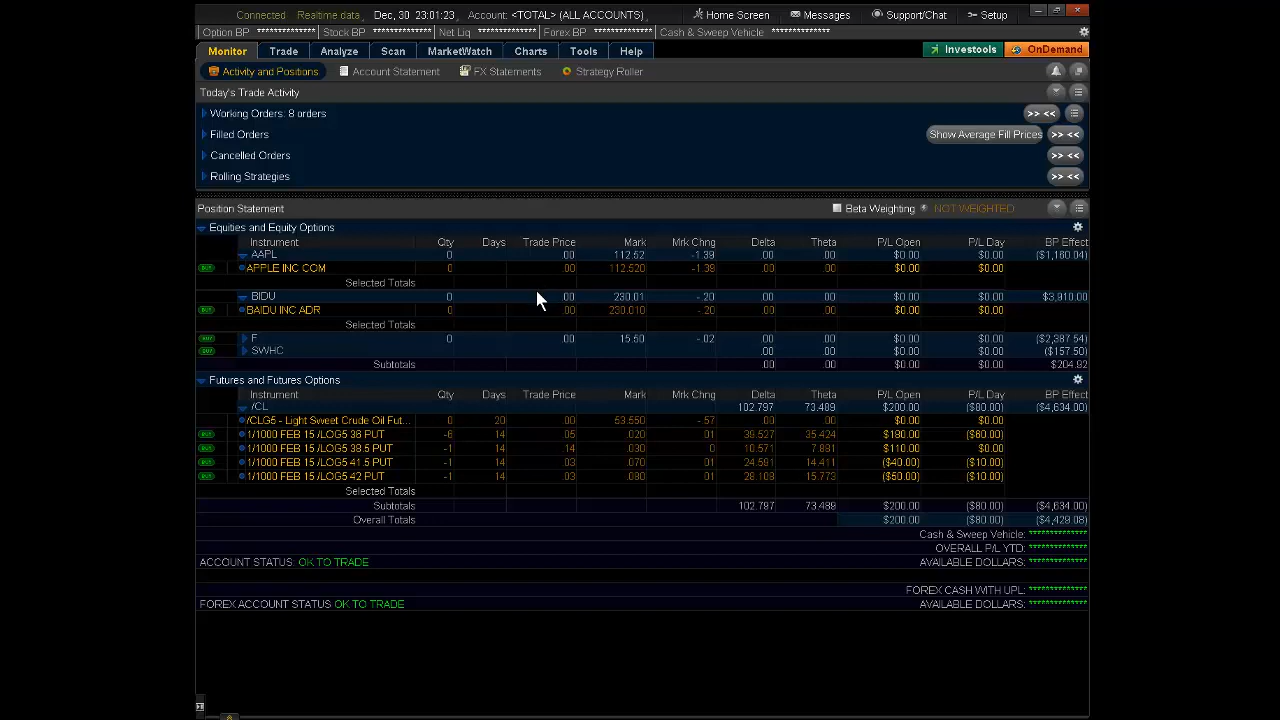 Connected Realtime data Dec, 30 23:01:23 Account: <TOTAL> (ALL ACCOUNTS) Home Screen Messages Support/Chat Setup
Option BP ************** Stock BP ************** Net Liq ************** Forex BP ************** Cash & Sweep Vehicle **************
Monitor Trade Analyze Scan MarketWatch Charts Tools Help Investools OnDemand
Activity and Positions Account Statement FX Statements Strategy Roller
Today's Trade Activity
Working Orders: 8 orders >> <<
Filled Orders Show Average Fill Prices >> <<
Cancelled Orders >> <<
Rolling Strategies >> <<
Position Statement Beta Weighting NOT WEIGHTED
Equities and Equity Options
Instrument Qty Days Trade Price Mark Mrk Chng Delta Theta P/L Open P/L Day BP Effect
AAPL 0 .00 112.52 -1.39 .00 .00 $0.00 $0.00 ($1,160.04)
BUY APPLE INC COM 0 .00 112.520 -1.39 .00 .00 $0.00 $0.00
Selected Totals
BIDU 0 .00 230.01 -.20 .00 .00 $0.00 $0.00 $3,910.00
BUY BAIDU INC ADR 0 .00 230.010 -.20 .00 .00 $0.00 $0.00
Selected Totals
BUY F 0 .00 15.50 -.02 .00 .00 $0.00 $0.00 ($2,387.54)
BUY SWHC .00 .00 $0.00 $0.00 ($157.50)
Subtotals .00 .00 $0.00 $0.00 $204.92
Futures and Futures Options
Instrument Qty Days Trade Price Mark Mrk Chng Delta Theta P/L Open P/L Day BP Effect
/CL 102.797 73.489 $200.00 ($80.00) ($4,634.00)
/CLG5 - Light Sweet Crude Oil Fut... 0 20 .00 53.550 -.57 .00 .00 $0.00 $0.00
BUY 1/1000 FEB 15 /LOG5 36 PUT -6 14 .05 .020 .01 39.527 35.424 $180.00 ($60.00)
BUY 1/1000 FEB 15 /LOG5 38.5 PUT -1 14 .14 .030 0 10.571 7.881 $110.00 $0.00
BUY 1/1000 FEB 15 /LOG5 41.5 PUT -1 14 .03 .070 .01 24.591 14.411 ($40.00) ($10.00)
BUY 1/1000 FEB 15 /LOG5 42 PUT -1 14 .03 .080 .01 28.108 15.773 ($50.00) ($10.00)
Selected Totals
Subtotals 102.797 73.489 $200.00 ($80.00) ($4,634.00)
Overall Totals $200.00 ($80.00) ($4,429.08)
Cash & Sweep Vehicle: **************
OVERALL P/L YTD: **************
ACCOUNT STATUS: OK TO TRADE AVAILABLE DOLLARS: **************
FOREX CASH WITH UPL: **************
FOREX ACCOUNT STATUS OK TO TRADE AVAILABLE DOLLARS: **************